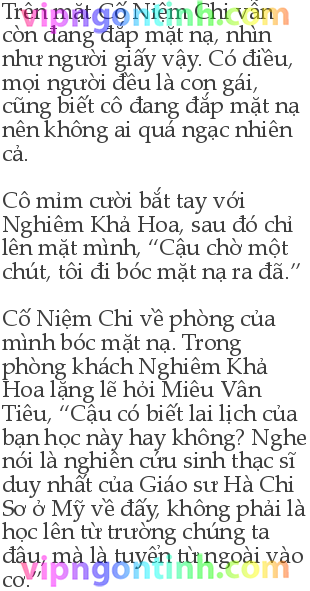 Trên mặt Cố Niệm Chi vẫn
vipngontinh.com
còn đang đắp mặt nạ, nhìn
như người giấy vậy. Có điều,
mọi người đều là con gái,
cũng biết cô đang đắp mặt nạ
nên không ai quá ngạc nhiên
cả.
Cô mỉm cười bắt tay với
Nghiêm Khả Hoa, sau đó chỉ
lên mặt mình, “Cậu chờ một
chút, tôi đi bóc mặt nạ ra đã.”
Cố Niệm Chi về phòng của
mình bóc mặt nạ. Trong
phòng khách Nghiêm Khả
Hoa lặng lẽ hỏi Miêu Vân
Tiêu, “Cậu có biết lai lịch của
bạn học này hay không? Nghe
nói là nghiên cứu sinh thạc sĩ
duy nhất của Giáo sư Hà Chi
Sơ ở Mỹ về đấy, không phải là
học lên từ trường chúng ta
đâu, mà là tuyển từ ngoài vào
cơ.”
vipngontinh.com